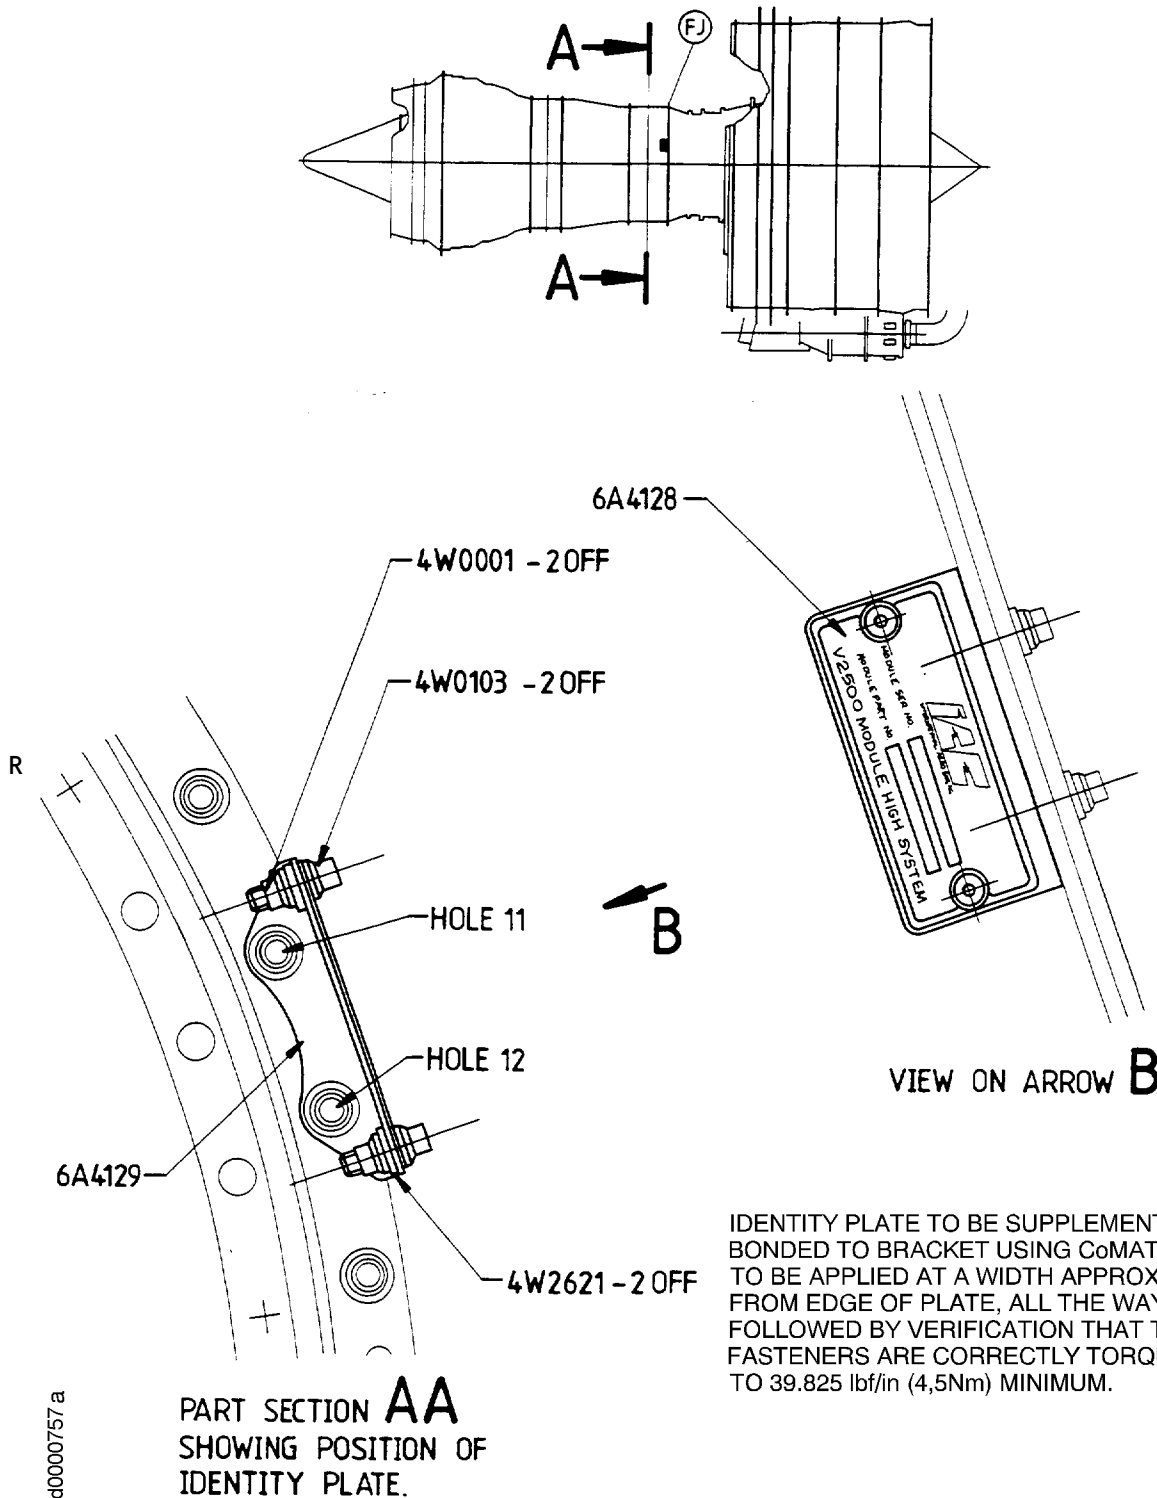 A
FJ
A
6A4128
4W0001 - 2 OFF
4W0103 - 2 OFF
R
MODULE SER NO.
MODULE PART NO.
V2500 MODULE HIGH SYSTEM
IAE
HOLE 11
B
HOLE 12
VIEW ON ARROW B
6A4129
4W2621 - 2 OFF
IDENTITY PLATE TO BE SUPPLEMENT
BONDED TO BRACKET USING CoMAT
TO BE APPLIED AT A WIDTH APPROX
FROM EDGE OF PLATE, ALL THE WAY
FOLLOWED BY VERIFICATION THAT T
FASTENERS ARE CORRECTLY TORQ
TO 39.825 lbf/in (4,5Nm) MINIMUM.
PART SECTION AA
SHOWING POSITION OF
IDENTITY PLATE.
d0000757a